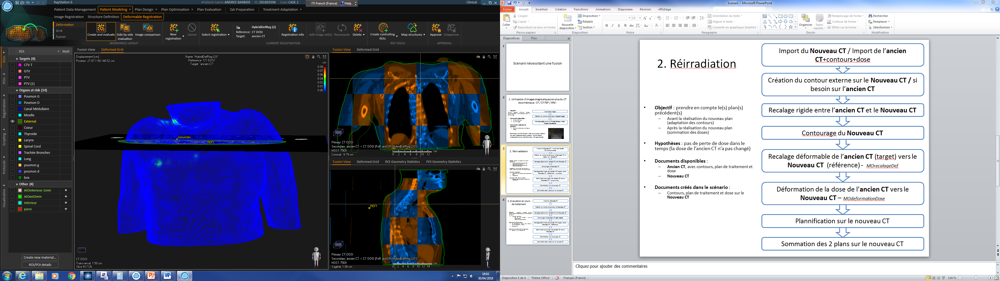 RayStation 6
Patient name: ANDREE BARBIER
ID: 201603596
Case: CASE 2
FR French (France)
Help
Clinical
Patient Data Management
Patient Modeling
Plan Design
Plan Optimization
Plan Evaluation
QA Preparation
Treatment Adaptation
Image Registration
Structure Definition
Deformable Registration
Deformation
Grid
Fusion
Create and evaluate
Side by side evaluation
Image comparison
WORKSPACE LAYOUT
New registration
Cancel
Select registration
HybridDefReg (2)
Reference: CT DOSI
Target: ancien CT
Registration info
Add image set(s)
Recompute
Delete
CURRENT REGISTRATION
Create controlling ROIs
Map structures
ROI TOOLS
Approve
Unapprove
APPROVAL
ROIs
POIs
Registrations
Scripting
Protocols
Visualization
ROI
Matl
Targets (4)
CTV T
GTV
PTV
PTV (1)
Organs at risk (14)
Poumon G
Poumon D
Canal Médullaire
Moelle
External
Coeur
Thyroide
Larynx
Spinal Cord
Trachée Bronches
Lung
poumon g
poumon d
box
Other (4)
AIOinterieur-1mm
AIOext3mm
interieur
paroi
Create new material...
ROI/POI details
Fusion View
Deformed Grid
Displacement [cm]: -
Position: 27.87 1.50 140.52 cm
Name: 'HybridDefReg (2)1'
Reference: 'CT DOSI'
Target: 'ancien CT'
cm
0.09
0.07
0.06
0.04
0.03
0.01
0.00
isosusclav
REF1
CT DOSI
Transversal: 1.50 cm
Slice 81/126
Fusion View
Deformed Grid
Primary: CT DOSI
Secondary: ancien CT -> CT DOSI (FoR and DR 'HybridDefReg (2)1')
HOST-7569
Coronal: -9.79 cm
0 2 4 6 8 10 12
cm
Fusion View
Deformed Grid
ROI Geometry Statistics
POI Geometry Statistics
REF1
Primary: CT DOSI
Secondary: ancien CT -> CT DOSI (FoR and DR 'HybridDefReg (2)1')
HOST-7569
Sagittal: 1.00 cm
0 2 4 6 8 10 12 14
cm
18:02
30/04/2018
Scenarii - Microsoft PowerPoint
Fichier
Accueil
Insertion
Création
Transitions
Animations
Diaporama
Révision
Affichage
Coller
Couper
Copier
Reproduire la mise en forme
Presse-papiers
Nouvelle diapositive
Disposition
Rétablir
Section
Diapositives
12
Police
Orientation du texte
Aligner le texte
Convertir en graphique SmartArt
Paragraphe
Organiser
Styles rapides
Remplissage de forme
Contour de forme
Effets sur la forme
Dessin
Rechercher
Remplacer
Sélectionner
Modification
Diapositives
Plan
1
Scenarii nécessitant une fusion
2
1. Utilisation d'images diagnostiques en plus du CT
dosimétrique - CT / CT-TEP / IRM -
3
2. Réirradiation
4
3. Evaluation en cours
de traitement
2. Réirradiation
• Objectif : prendre en compte le(s) plan(s)
précédent(s)
– Avant la réalisation du nouveau plan
(adaptation des contours)
– Après la réalisation du nouveau plan
(sommation des doses)
• Hypothèses : pas de perte de dose dans le
temps (la dose de l'ancien CT n'a pas changé)
• Documents disponibles :
– Ancien CT, avec contours, plan de traitement et
dose
– Nouveau CT
• Documents créés dans le scénario :
– Contours, plan de traitement et dose sur le
Nouveau CT
Import du Nouveau CT / Import de l'ancien
CT+contours+dose
Création du contour externe sur le Nouveau CT / si
besoin sur l'ancien CT
Recalage rigide entre l'ancien CT et le Nouveau CT
Contourage du Nouveau CT
Recalage déformable de l'ancien CT (target) vers le
Nouveau CT (référence) - MOrecalageDef
Déformation de la dose de l'ancien CT vers le
Nouveau CT – MOdeformationDose
Plannification sur le nouveau CT
Sommation des 2 plans sur le nouveau CT
Cliquez pour ajouter des commentaires
Diapositive 3 de 4
"Thème Office"
Français (France)
116 %